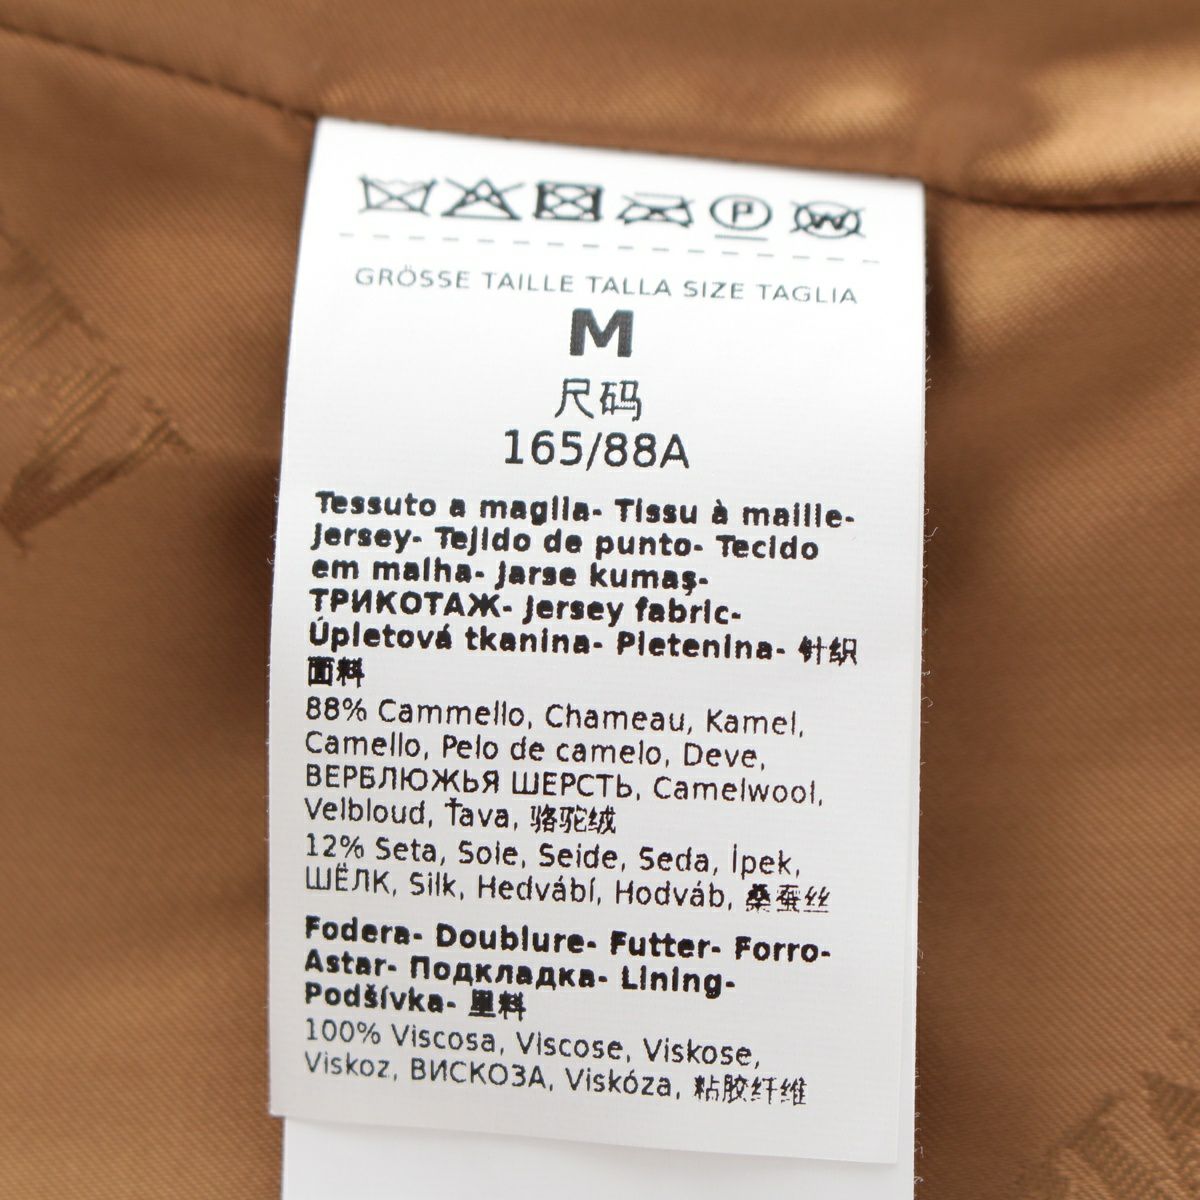 P W
GRÖSSE TAILLE TALLA SIZE TAGLIA
M
尺码
165/88A
Tessuto a maglia- Tissu à maille-
Jersey- Tejido de punto- Tecido
em malha- Jarse kumaş-
ТРИКОТАЖ- Jersey fabric-
Úpletová tkanina- Pletenina- 针织
面料
88% Cammello, Chameau, Kamel,
Camello, Pelo de camelo, Deve,
ВЕРБЛЮЖЬЯ ШЕРСТЬ, Camelwool,
Velbloud, Ťava, 骆驼绒
12% Seta, Soie, Seide, Seda, İpek,
ШЁЛК, Silk, Hedvábí, Hodváb, 桑蚕丝
Fodera- Doublure- Futter- Forro-
Astar- Подкладка- Lining-
Podšívka- 里料
100% Viscosa, Viscose, Viskose,
Viskoz, ВИСКОЗА, Viskóza, 粘胶纤维